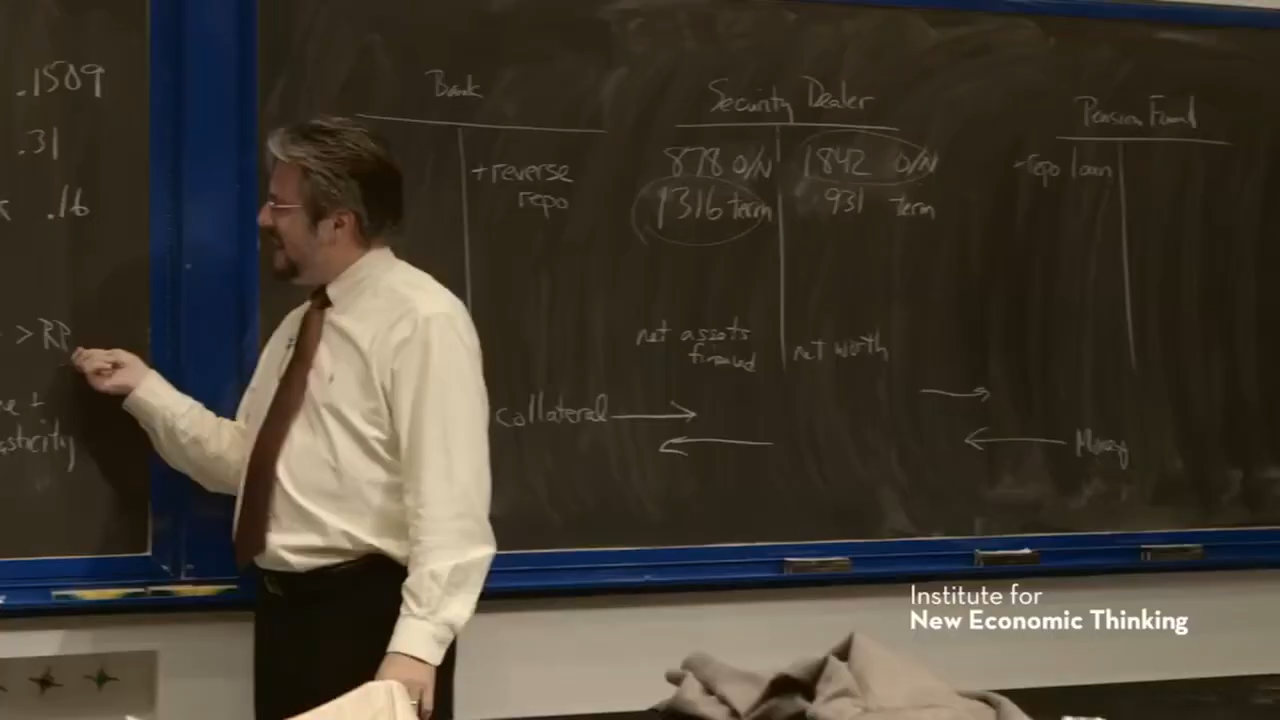 .1509
.31
.16
> RP
Bank
+ reverse
repo
Security Dealer
878 O/N
1842 O/N
1316 term
931 term
net assets
financed
net worth
Pension Fund
+ repo loan
collateral
Money
Institute for
New Economic Thinking